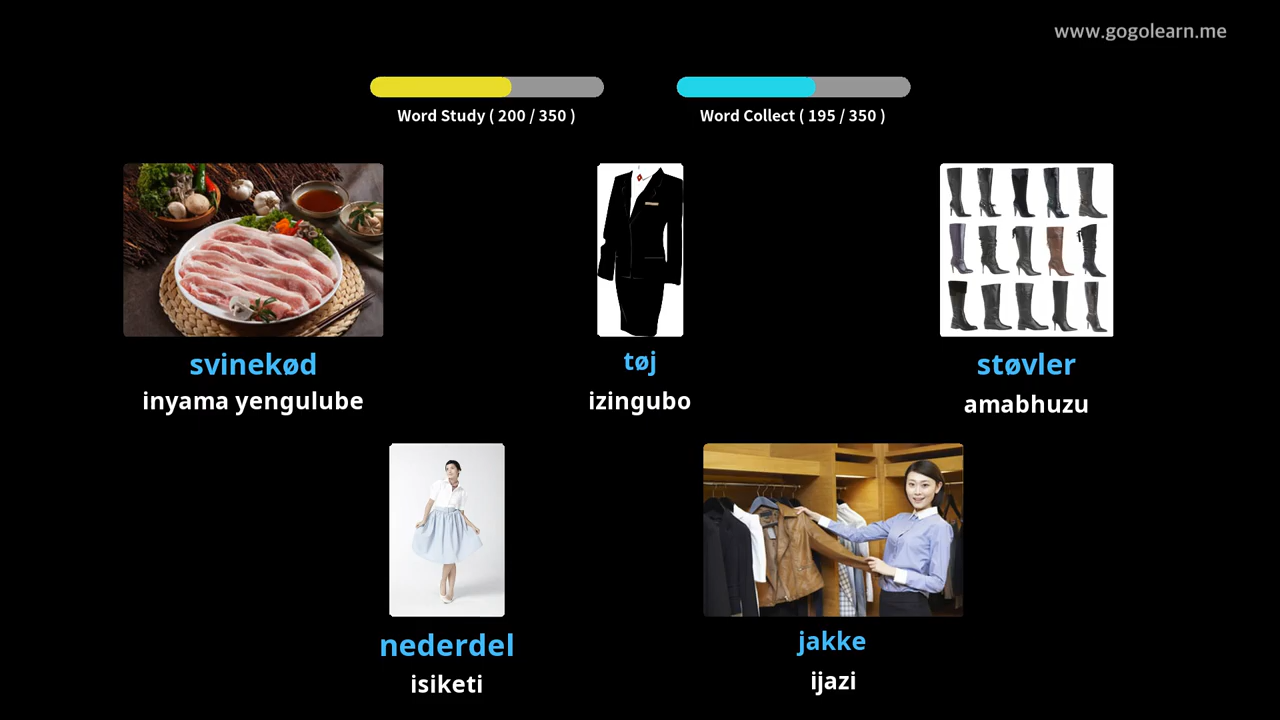 www.gogolearn.me
Word Study ( 200 / 350 )
Word Collect ( 195 / 350 )
svinekød
inyama yengulube
tøj
izingubo
støvler
amabhuzu
nederdel
isiketi
jakke
ijazi